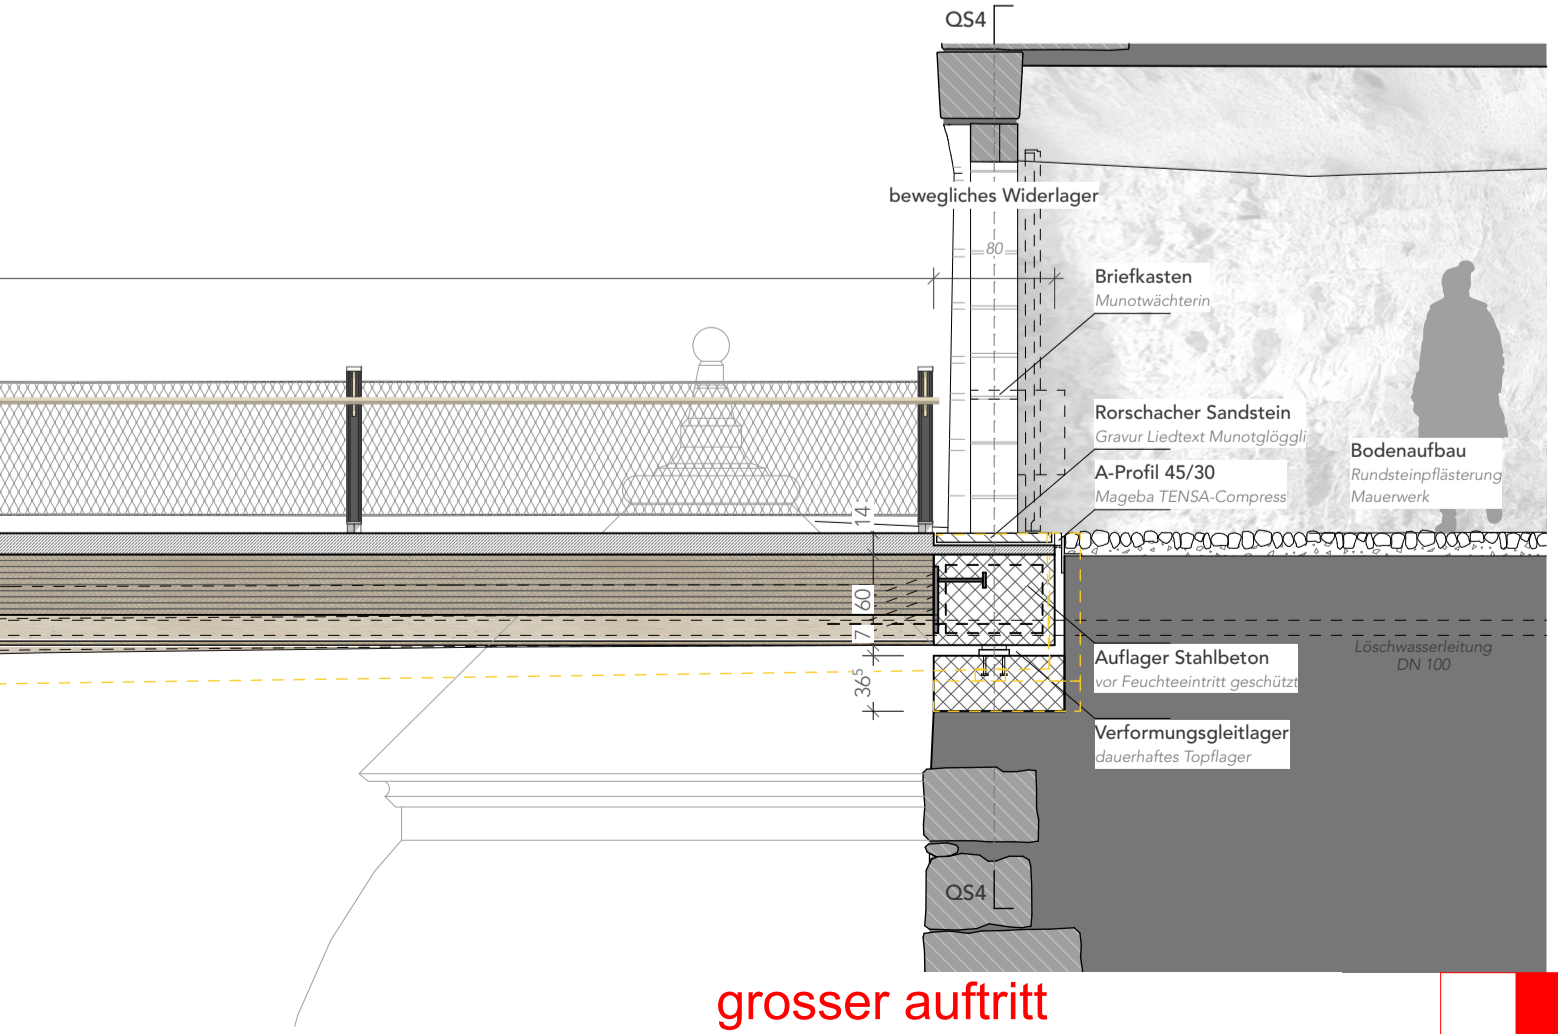 QS4
bewegliches Widerlager
80
Briefkasten
Munotwächterin
Rorschacher Sandstein
Gravur Liedtext Munotglöggli
A-Profil 45/30
Mageba TENSA-Compress
Bodenaufbau
Rundsteinpflästerung
Mauerwerk
14
60
7
36⁵
Löschwasserleitung
DN 100
Auflager Stahlbeton
vor Feuchteeintritt geschützt
Verformungsgleitlager
dauerhaftes Topflager
QS4
grosser auftritt